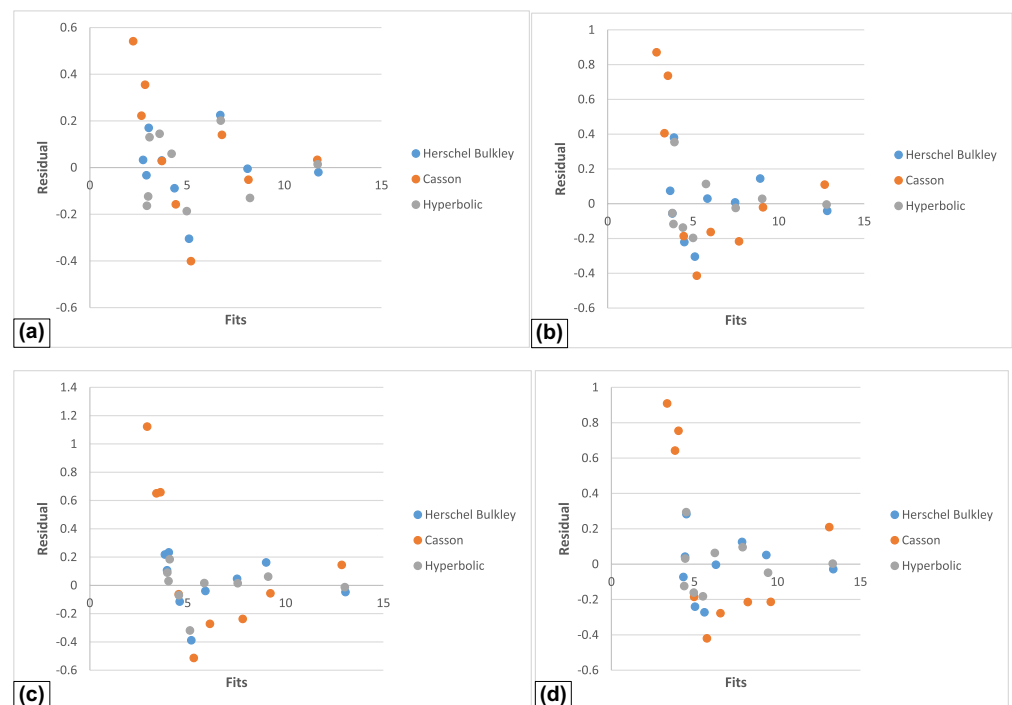 0.6
0.4
0.2
0
-0.2
-0.4
-0.6
0 5 10 15
Residual
Fits
Herschel Bulkley
Casson
Hyperbolic
(a)
1
0.8
0.6
0.4
0.2
0
-0.2
-0.4
-0.6
0 5 10 15
Residual
Fits
Herschel Bulkley
Casson
Hyperbolic
(b)
1.4
1.2
1
0.8
0.6
0.4
0.2
0
-0.2
-0.4
-0.6
0 5 10 15
Residual
Fits
Herschel Bulkley
Casson
Hyperbolic
(c)
1
0.8
0.6
0.4
0.2
0
-0.2
-0.4
-0.6
0 5 10 15
Residual
Fits
Herschel Bulkley
Casson
Hyperbolic
(d)